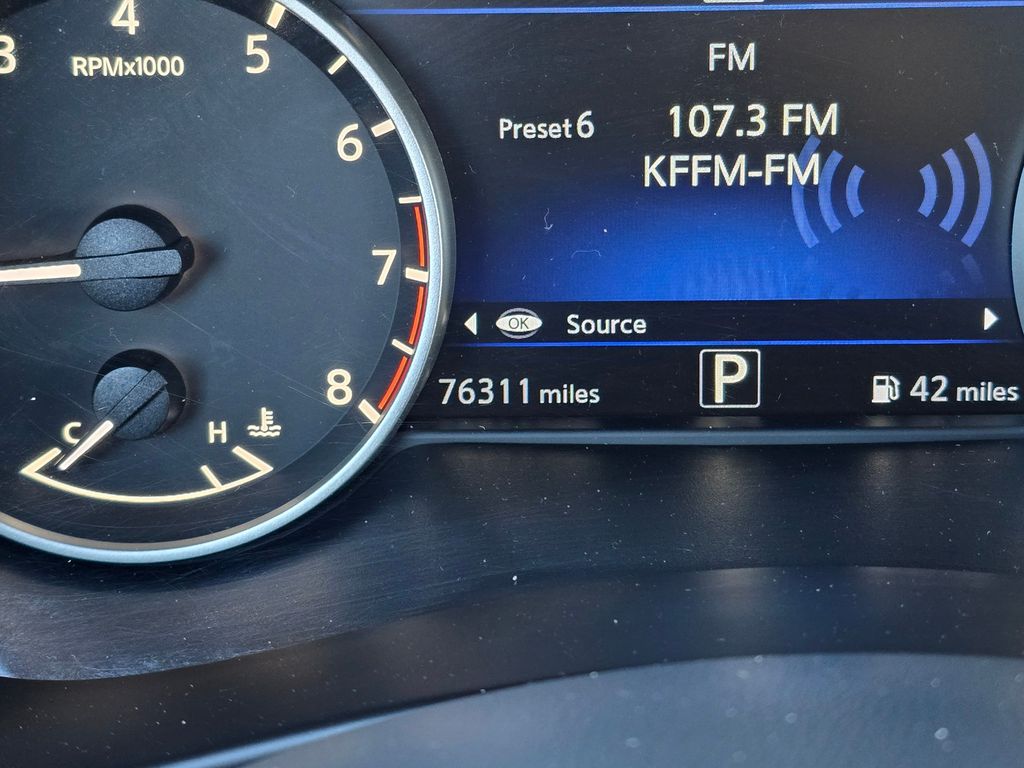 3
4
5
RPMx1000
6
7
8
C
H
FM
Preset 6
107.3 FM
KFFM-FM
OK
Source
76311 miles
P
42 miles